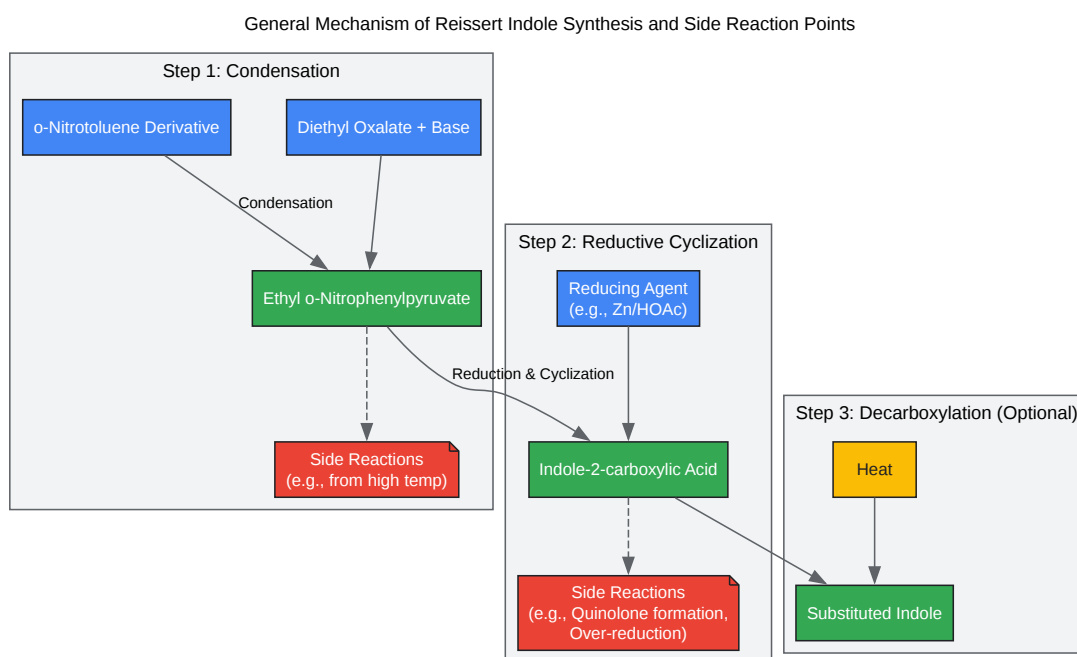 General Mechanism of Reissert Indole Synthesis and Side Reaction Points
Step 1: Condensation
o-Nitrotoluene Derivative
Diethyl Oxalate + Base
Condensation
Ethyl o-Nitrophenylpyruvate
Side Reactions
(e.g., from high temp)
Step 2: Reductive Cyclization
Reducing Agent
(e.g., Zn/HOAc)
Reduction & Cyclization
Indole-2-carboxylic Acid
Side Reactions
(e.g., Quinolone formation,
Over-reduction)
Step 3: Decarboxylation (Optional)
Heat
Substituted Indole